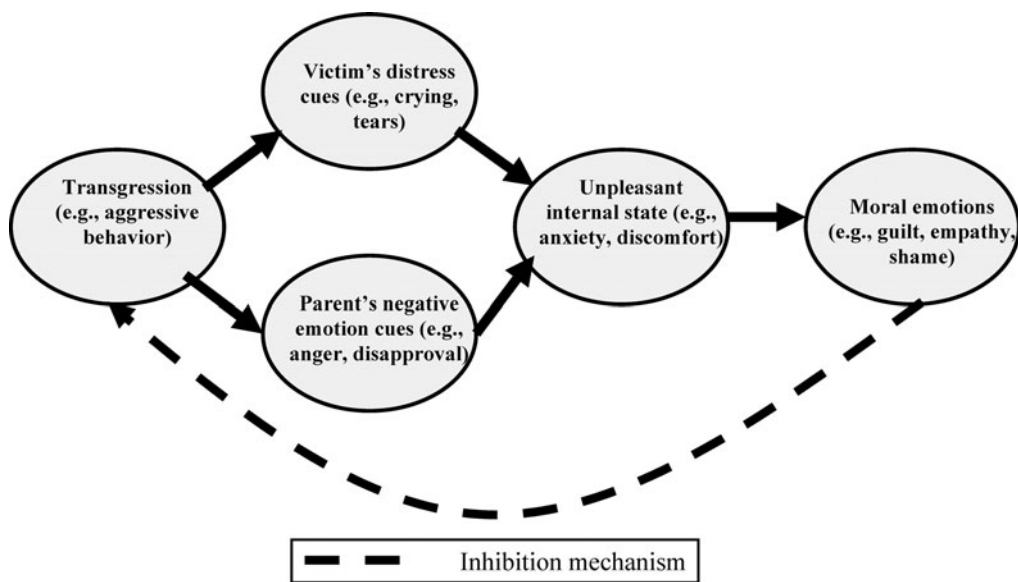 Victim's distress
cues (e.g., crying,
tears)
Transgression
(e.g., aggressive
behavior)
Unpleasant
internal state (e.g.,
anxiety, discomfort)
Moral emotions
(e.g., guilt, empathy,
shame)
Parent's negative
emotion cues (e.g.,
anger, disapproval)
Inhibition mechanism